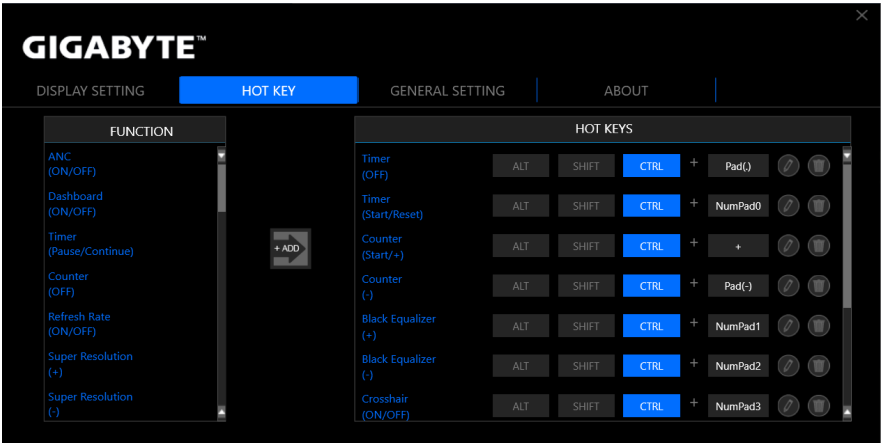 GIGABYTE™
DISPLAY SETTING HOT KEY GENERAL SETTING ABOUT
FUNCTION
ANC
(ON/OFF)
Dashboard
(ON/OFF)
Timer
(Pause/Continue)
Counter
(OFF)
Refresh Rate
(ON/OFF)
Super Resolution
(+)
Super Resolution
(-)
+ ADD
HOT KEYS
Timer
(OFF)
ALT SHIFT CTRL + Pad(.)
Timer
(Start/Reset)
ALT SHIFT CTRL + NumPad0
Counter
(Start/+)
ALT SHIFT CTRL + +
Counter
(-)
ALT SHIFT CTRL + Pad(-)
Black Equalizer
(+)
ALT SHIFT CTRL + NumPad1
Black Equalizer
(-)
ALT SHIFT CTRL + NumPad2
Crosshair
(ON/OFF)
ALT SHIFT CTRL + NumPad3